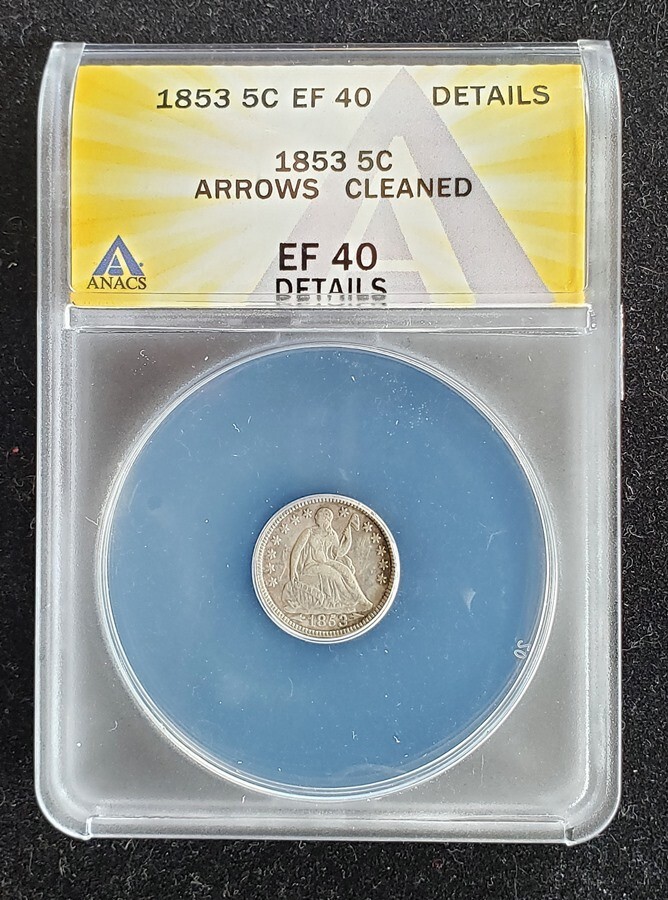 1853 5C EF 40 DETAILS
1853 5C
ARROWS CLEANED
EF 40
DETAILS
ANACS
1853